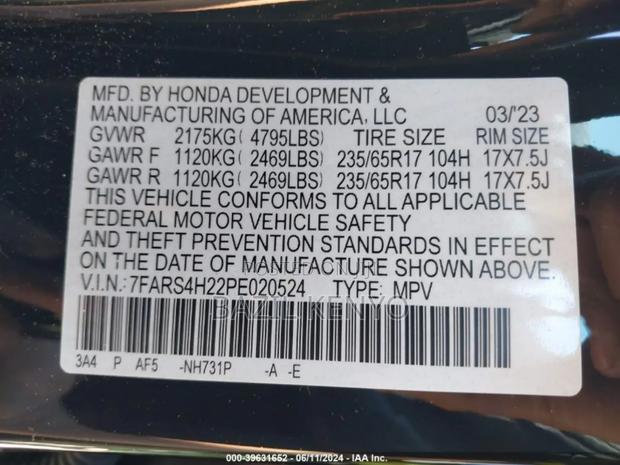 MFD. BY HONDA DEVELOPMENT &
MANUFACTURING OF AMERICA, LLC 03/'23
GVWR 2175KG( 4795LBS) TIRE SIZE RIM SIZE
GAWR F 1120KG( 2469LBS) 235/65R17 104H 17X7.5J
GAWR R 1120KG( 2469LBS) 235/65R17 104H 17X7.5J
THIS VEHICLE CONFORMS TO ALL APPLICABLE
FEDERAL MOTOR VEHICLE SAFETY
AND THEFT PREVENTION STANDARDS IN EFFECT
ON THE DATE OF MANUFACTURE SHOWN ABOVE.
V.I.N.:7FARS4H22PE020524 TYPE: MPV
BAZIL KENYO
3A4 P AF5 -NH731P -A -E
000-39631652 - 06/11/2024 - IAA Inc.